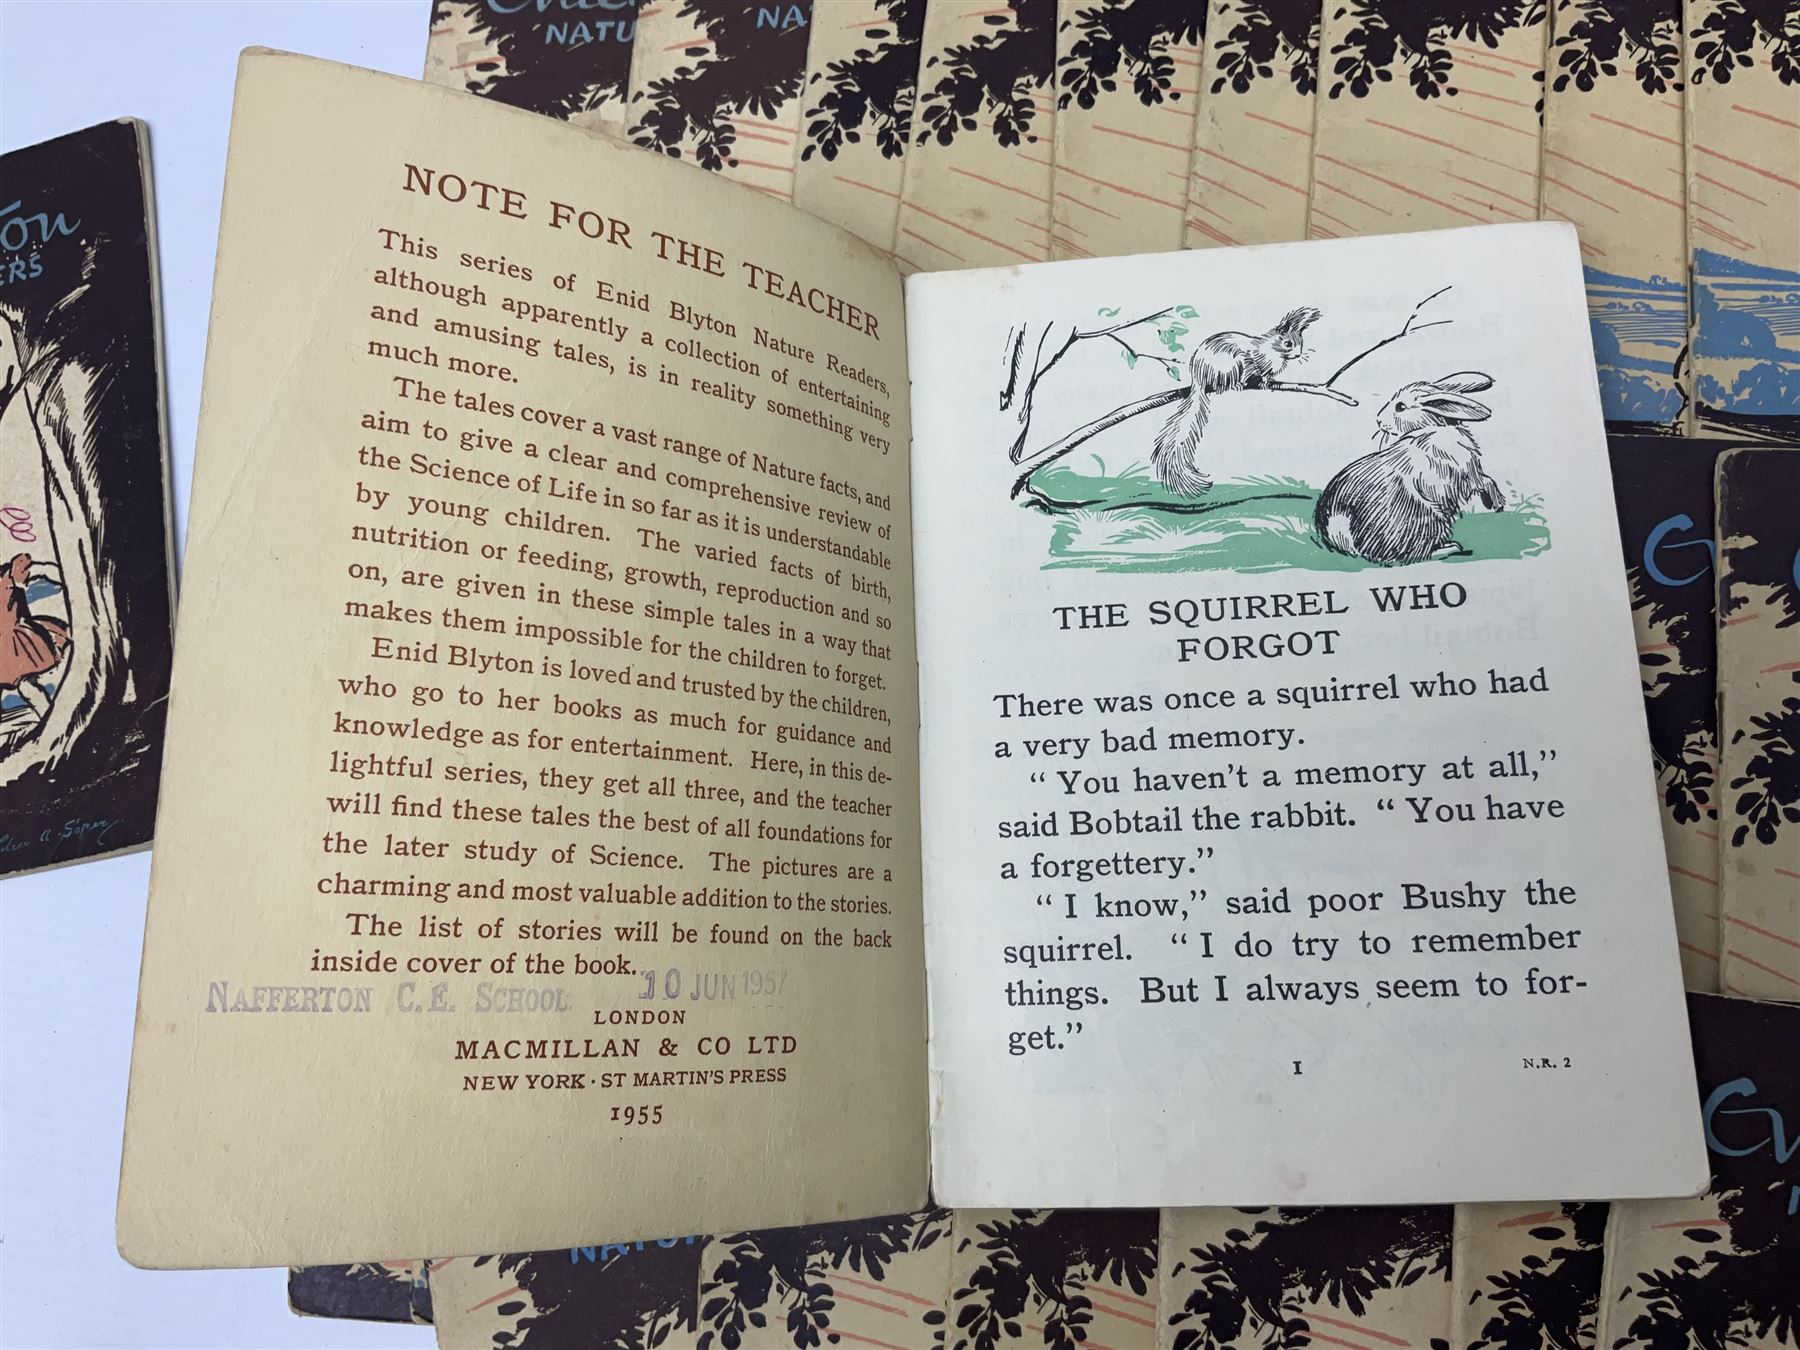 NATU
NA
ton
ERS
NOTE FOR THE TEACHER
This series of Enid Blyton Nature Readers,
although apparently a collection of entertaining
and amusing tales, is in reality something very
much more.
The tales cover a vast range of Nature facts, and
aim to give a clear and comprehensive review of
the Science of Life in so far as it is understandable
by young children. The varied facts of birth,
nutrition or feeding, growth, reproduction and so
on, are given in these simple tales in a way that
makes them impossible for the children to forget.
Enid Blyton is loved and trusted by the children,
who go to her books as much for guidance and
knowledge as for entertainment. Here, in this de-
lightful series, they get all three, and the teacher
will find these tales the best of all foundations for
the later study of Science. The pictures are a
charming and most valuable addition to the stories.
The list of stories will be found on the back
inside cover of the book.
NAFFERTON C.E. SCHOOL 10 JUN 1957
LONDON
MACMILLAN & CO LTD
NEW YORK · ST MARTIN'S PRESS
1955
THE SQUIRREL WHO
FORGOT
There was once a squirrel who had
a very bad memory.
“ You haven’t a memory at all,”
said Bobtail the rabbit. “ You have
a forgettery.”
“ I know,” said poor Bushy the
squirrel. “ I do try to remember
things. But I always seem to for-
get.”
1
N.R. 2